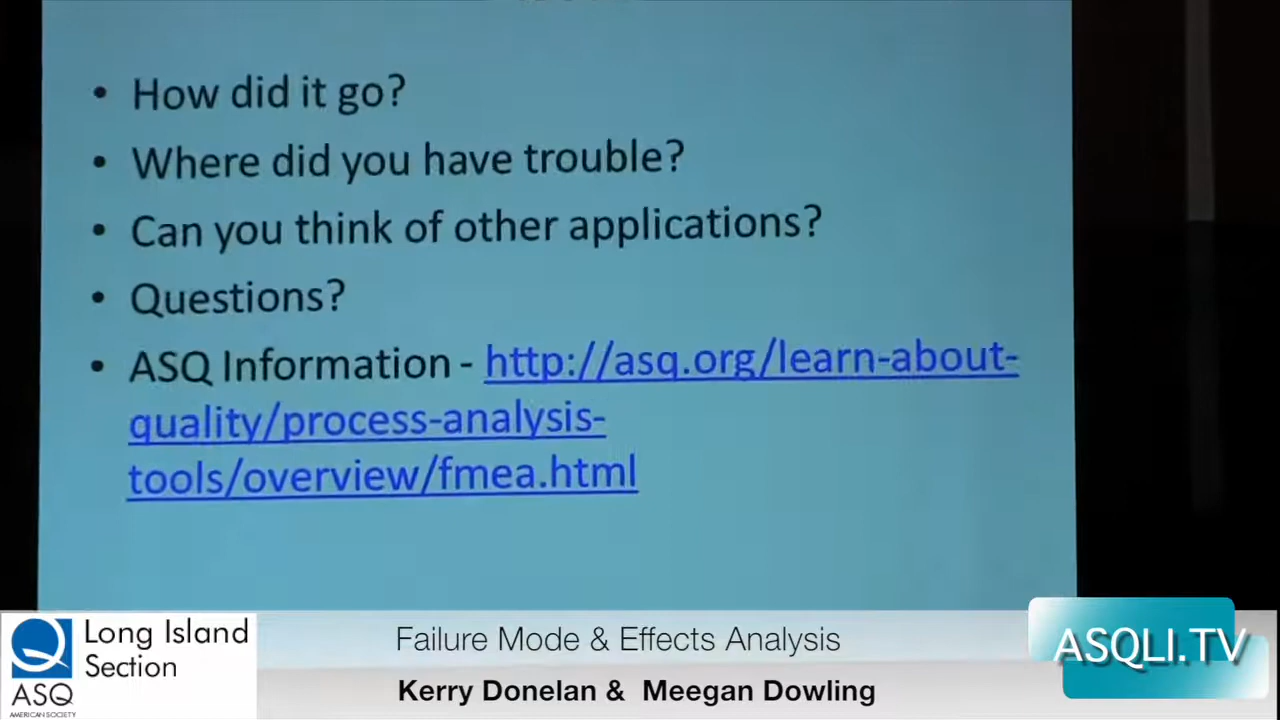 • How did it go?
• Where did you have trouble?
• Can you think of other applications?
• Questions?
• ASQ Information - http://asq.org/learn-about-
quality/process-analysis-
tools/overview/fmea.html
Long Island
Section
ASQ
AMERICAN SOCIETY
Failure Mode & Effects Analysis
Kerry Donelan & Meegan Dowling
ASQLI.TV